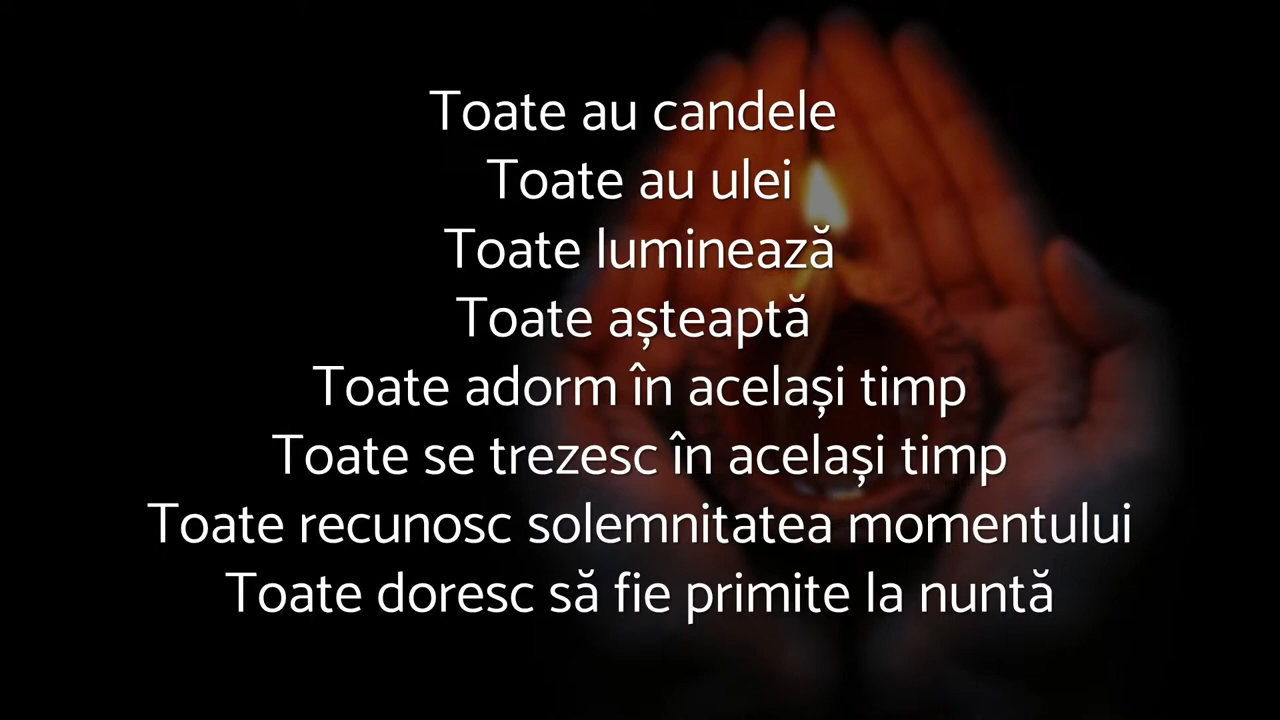 Toate au candele
Toate au ulei
Toate luminează
Toate așteaptă
Toate adorm în același timp
Toate se trezesc în același timp
Toate recunosc solemnitatea momentului
Toate doresc să fie primite la nuntă